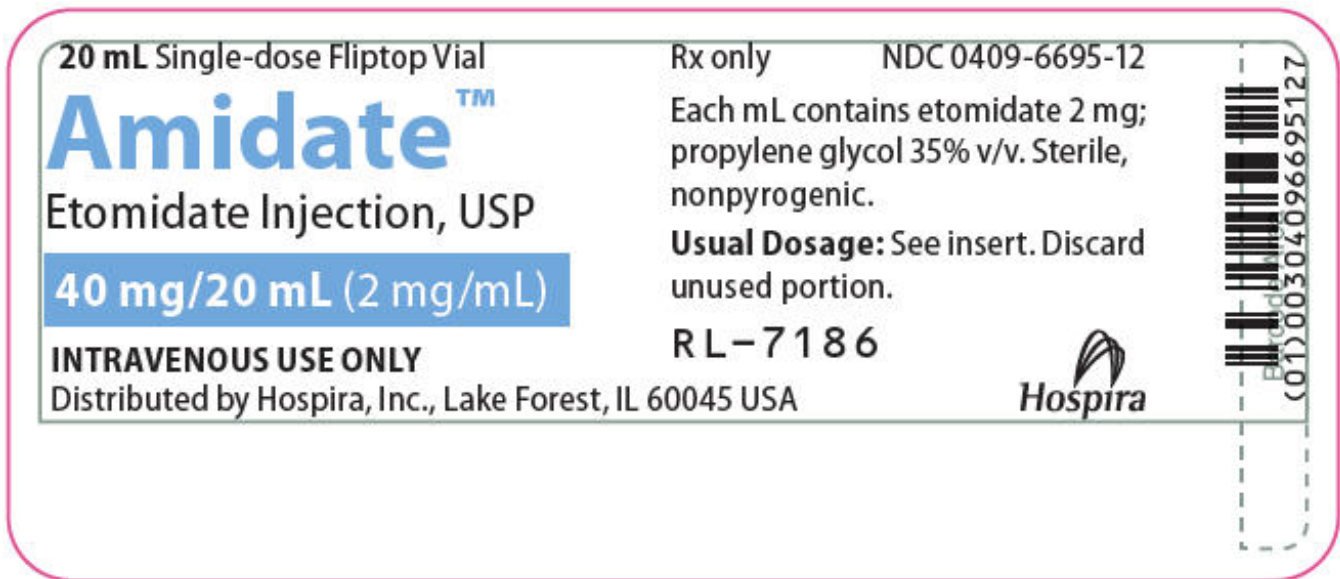 20 mL Single-dose Fliptop Vial
Amidate™
Etomidate Injection, USP
40 mg/20 mL (2 mg/mL)
INTRAVENOUS USE ONLY
Distributed by Hospira, Inc., Lake Forest, IL 60045 USA
Rx only NDC 0409-6695-12
Each mL contains etomidate 2 mg;
propylene glycol 35% v/v. Sterile,
nonpyrogenic.
Usual Dosage: See insert. Discard
unused portion.
RL-7186
Hospira
Barcode Area
(01)00304096695127